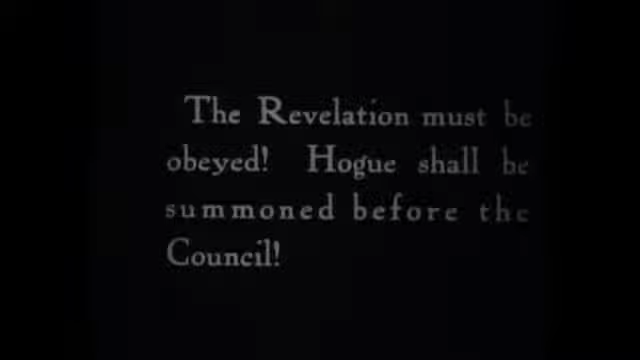 The Revelation must be
obeyed! Hogue shall be
summoned before the
Council!